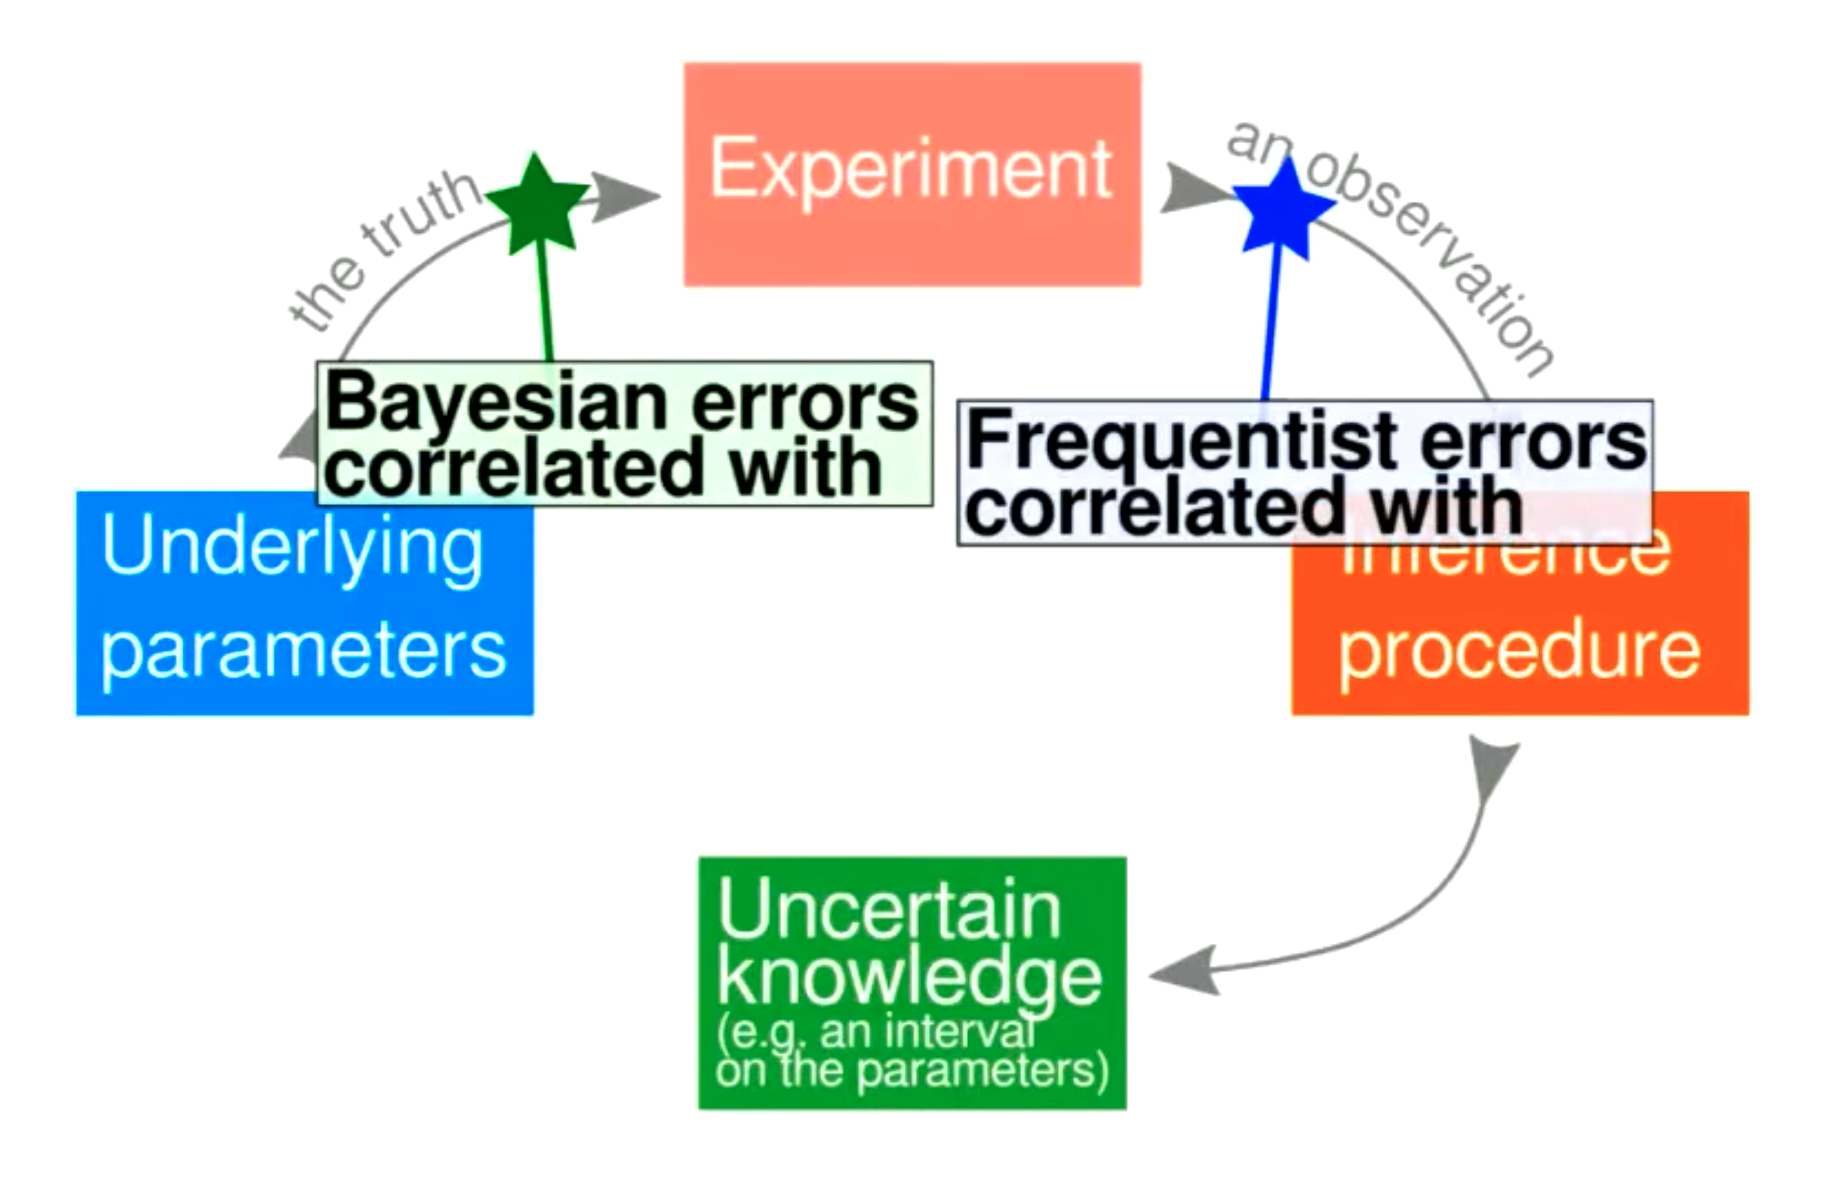 Experiment
the truth
an observation
Bayesian errors
correlated with
Frequentist errors
correlated with
Underlying
parameters
Inference
procedure
Uncertain
knowledge
(e.g. an interval
on the parameters)